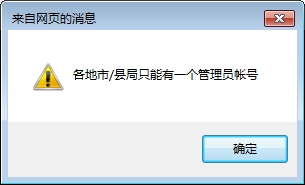 来自网页的消息
各地市/县局只能有一个管理员帐号
确定